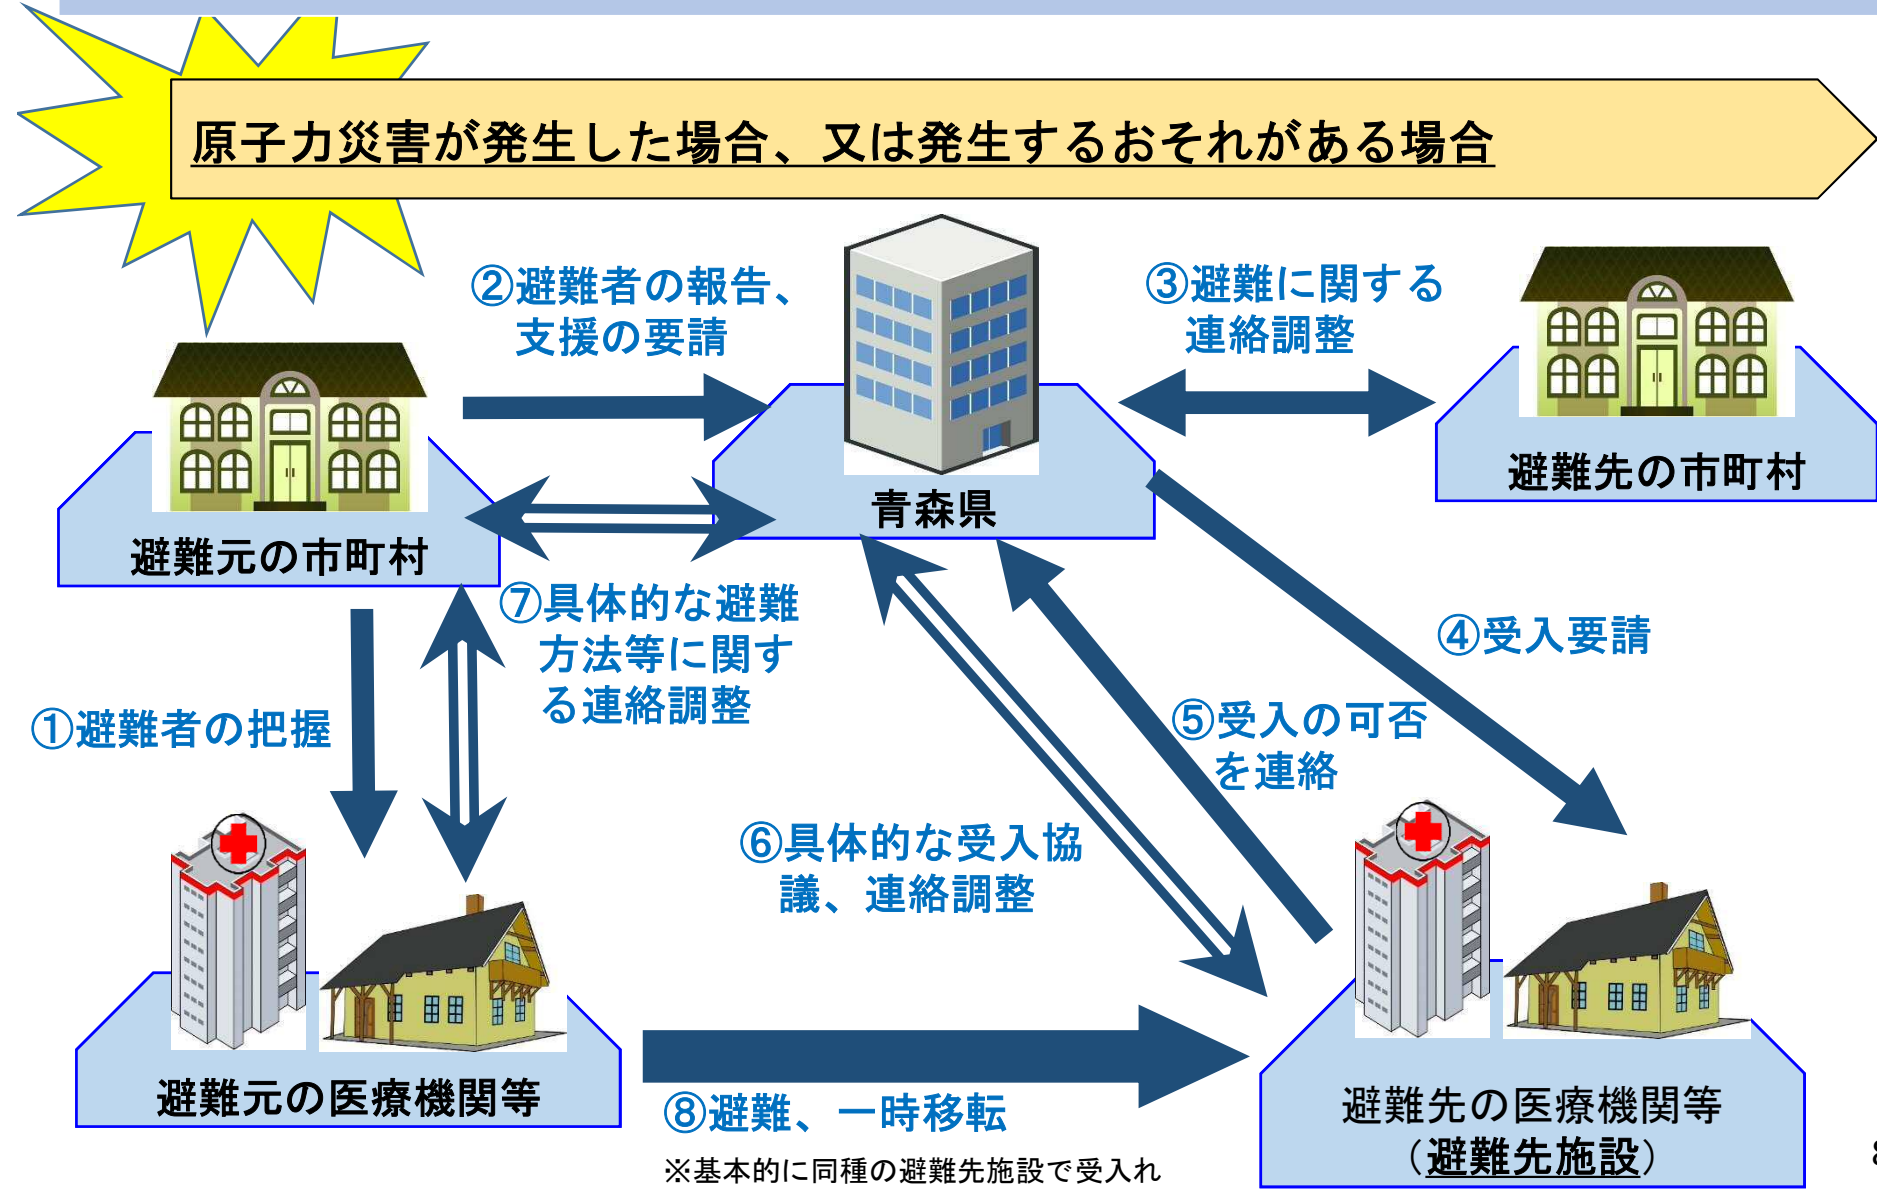 原子力災害が発生した場合、又は発生するおそれがある場合
②避難者の報告、
支援の要請
③避難に関する
連絡調整
避難元の市町村
青森県
避難先の市町村
⑦具体的な避難
方法等に関す
る連絡調整
①避難者の把握
④受入要請
⑤受入の可否
を連絡
⑥具体的な受入協
議、連絡調整
避難元の医療機関等
⑧避難、一時移転
※基本的に同種の避難先施設で受入れ
避難先の医療機関等
（避難先施設）